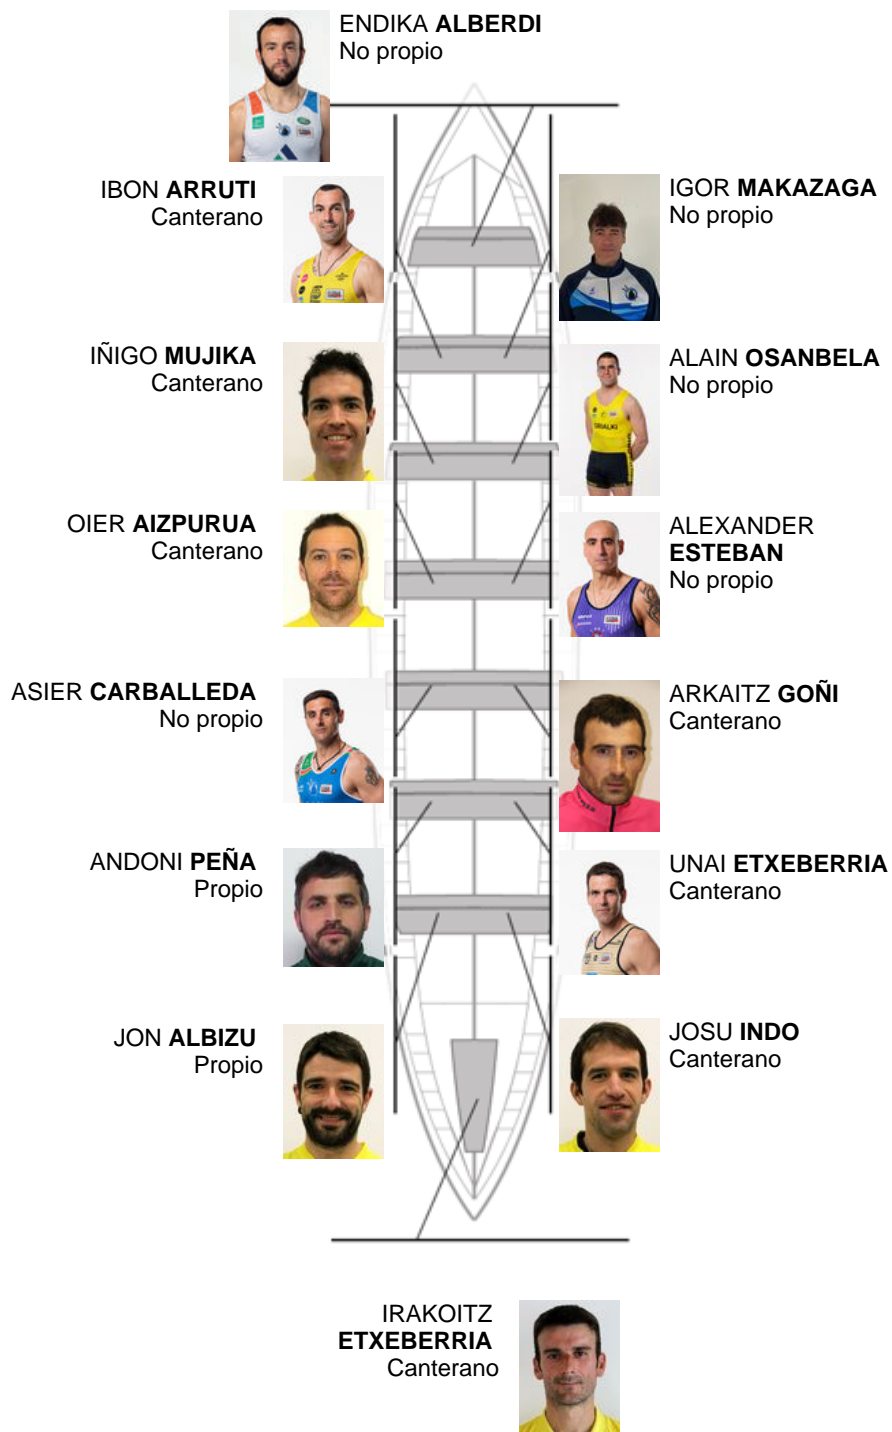 ENDIKA ALBERDI
No propio
IBON ARRUTI
Canterano
IGOR MAKAZAGA
No propio
IÑIGO MUJIKA
Canterano
ALAIN OSANBELA
No propio
OIER AIZPURUA
Canterano
ALEXANDER
ESTEBAN
No propio
ASIER CARBALLEDA
No propio
ARKAITZ GOÑI
Canterano
ANDONI PEÑA
Propio
UNAI ETXEBERRIA
Canterano
JON ALBIZU
Propio
JOSU INDO
Canterano
IRAKOITZ
ETXEBERRIA
Canterano